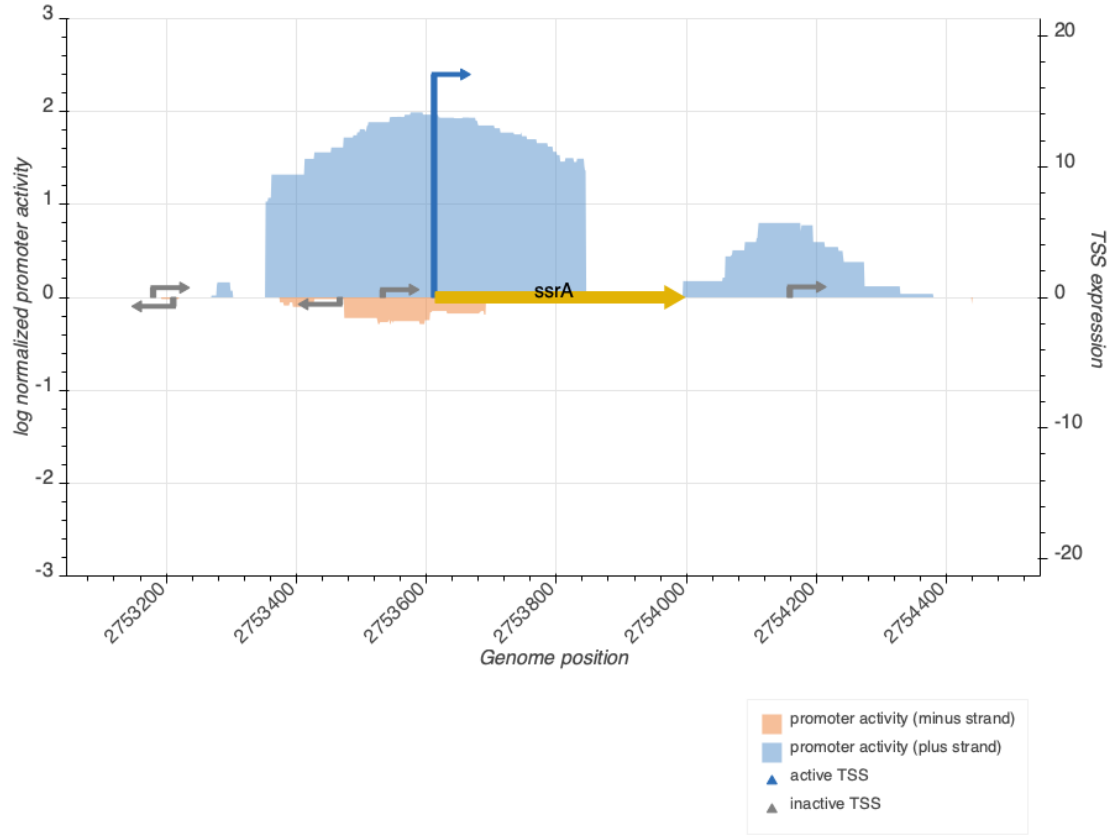 3
2
1
0
-1
-2
-3
log normalized promoter activity
20
10
0
-10
-20
TSS expression
ssrA
2753200
2753400
2753600
2753800
2754000
2754200
2754400
Genome position
promoter activity (minus strand)
promoter activity (plus strand)
active TSS
inactive TSS